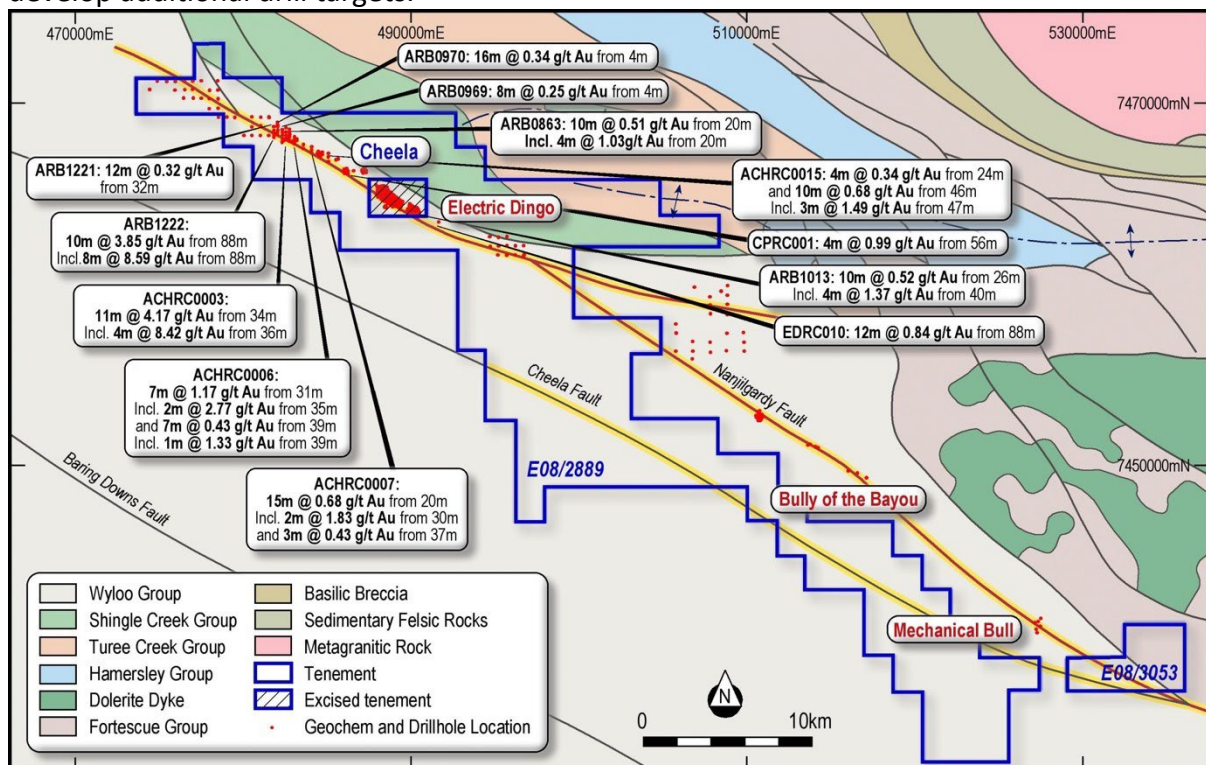 develop additional drill targets.
470000mE
490000mE
510000mE
530000mE
7470000mN
7450000mN
ARB0970: 16m @ 0.34 g/t Au from 4m
ARB0969: 8m @ 0.25 g/t Au from 4m
ARB0863: 10m @ 0.51 g/t Au from 20m
Incl. 4m @ 1.03g/t Au from 20m
Cheela
ARB1221: 12m @ 0.32 g/t Au
from 32m
ACHRC0015: 4m @ 0.34 g/t Au from 24m
and 10m @ 0.68 g/t Au from 46m
Incl. 3m @ 1.49 g/t Au from 47m
Electric Dingo
ARB1222:
10m @ 3.85 g/t Au from 88m
Incl.8m @ 8.59 g/t Au from 88m
CPRC001: 4m @ 0.99 g/t Au from 56m
ARB1013: 10m @ 0.52 g/t Au from 26m
Incl. 4m @ 1.37 g/t Au from 40m
ACHRC0003:
11m @ 4.17 g/t Au from 34m
Incl. 4m @ 8.42 g/t Au from 36m
EDRC010: 12m @ 0.84 g/t Au from 88m
ACHRC0006:
7m @ 1.17 g/t Au from 31m
Incl. 2m @ 2.77 g/t Au from 35m
and 7m @ 0.43 g/t Au from 39m
Incl. 1m @ 1.33 g/t Au from 39m
Cheela Fault
Nanjilgardy Fault
Baring Downs Fault
ACHRC0007:
15m @ 0.68 g/t Au from 20m
Incl. 2m @ 1.83 g/t Au from 30m
and 3m @ 0.43 g/t Au from 37m
E08/2889
Bully of the Bayou
Mechanical Bull
E08/3053
Wyloo Group
Shingle Creek Group
Turee Creek Group
Hamersley Group
Dolerite Dyke
Fortescue Group
Basilic Breccia
Sedimentary Felsic Rocks
Metagranitic Rock
Tenement
Excised tenement
Geochem and Drillhole Location
N
0
10km